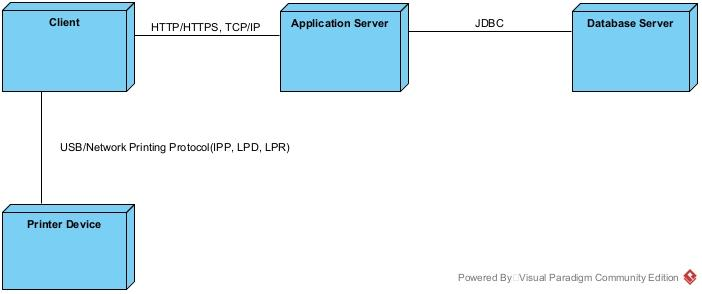 Client
HTTP/HTTPS, TCP/IP
Application Server
JDBC
Database Server
USB/Network Printing Protocol(IPP, LPD, LPR)
Printer Device
Powered By Visual Paradigm Community Edition